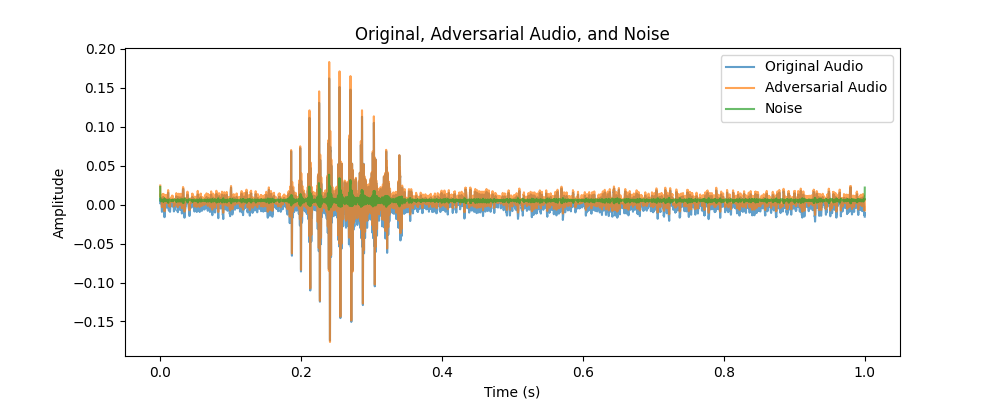 Original, Adversarial Audio, and Noise
Original Audio
Adversarial Audio
Noise
Amplitude
0.20
0.15
0.10
0.05
0.00
−0.05
−0.10
−0.15
0.0 0.2 0.4 0.6 0.8 1.0
Time (s)